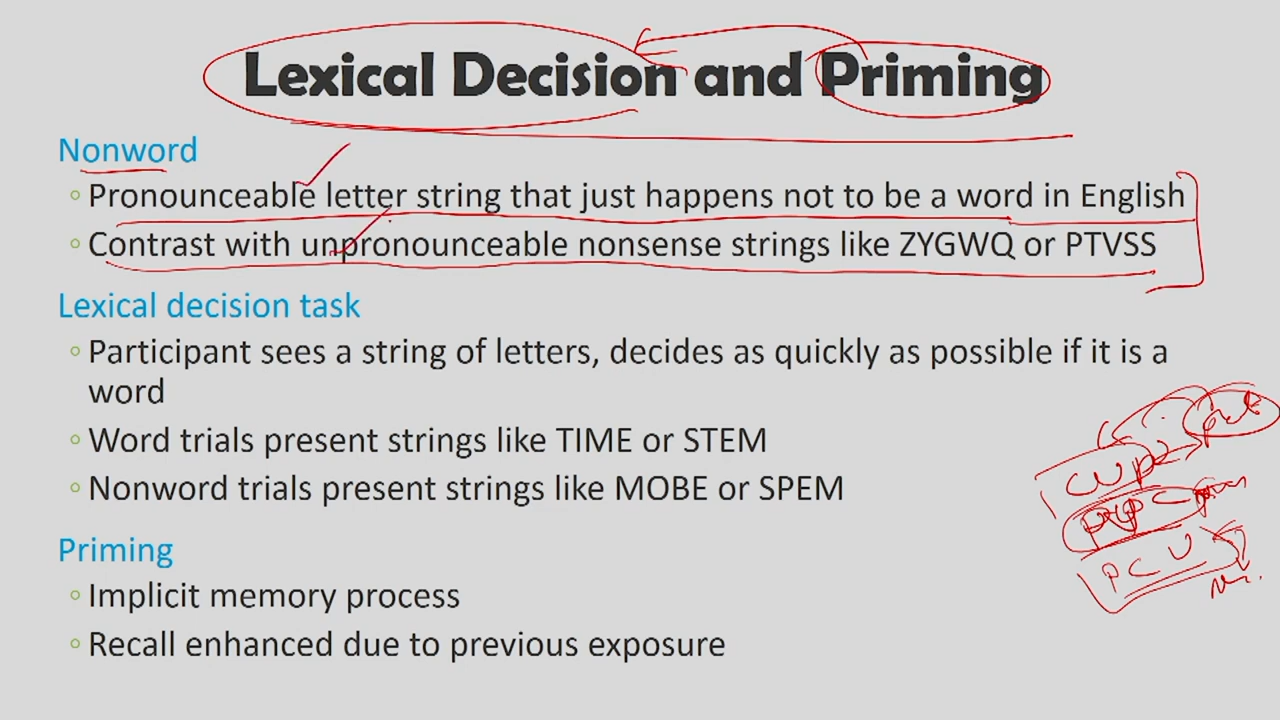 Lexical Decision and Priming
Nonword
Pronounceable letter string that just happens not to be a word in English
Contrast with unpronounceable nonsense strings like ZYGWQ or PTVSS
Lexical decision task
Participant sees a string of letters, decides as quickly as possible if it is a
word
Word trials present strings like TIME or STEM
Nonword trials present strings like MOBE or SPEM
Priming
Implicit memory process
Recall enhanced due to previous exposure
CUP
PCU